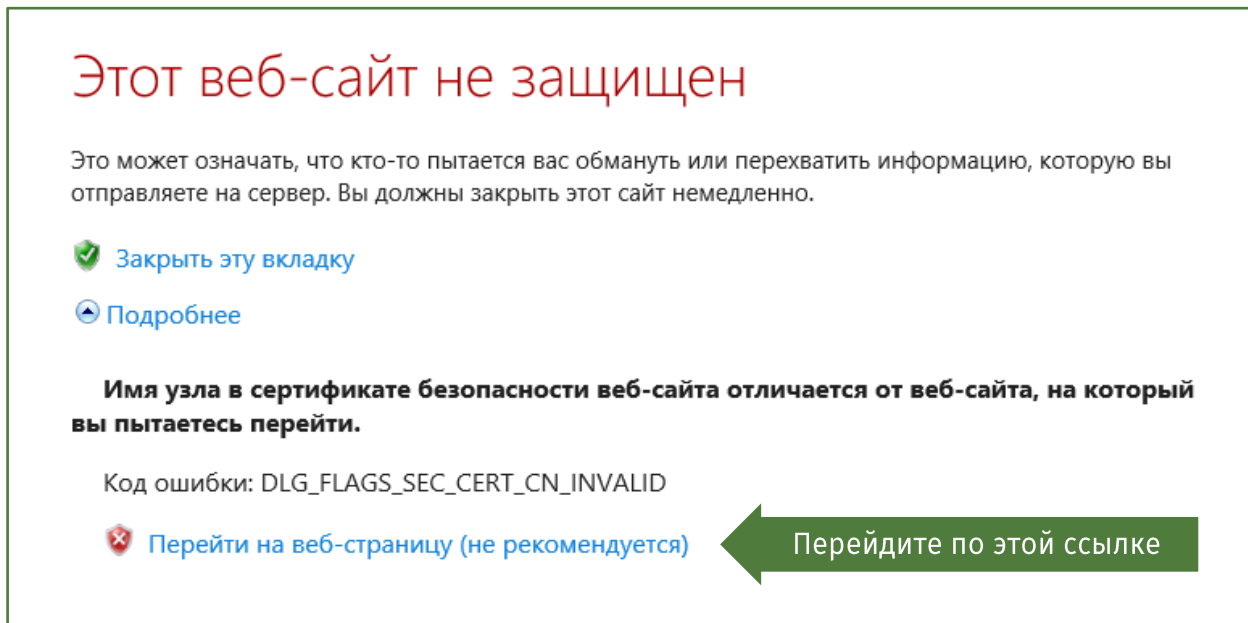 Этот веб-сайт не защищен
Это может означать, что кто-то пытается вас обмануть или перехватить информацию, которую вы
отправляете на сервер. Вы должны закрыть этот сайт немедленно.
Закрыть эту вкладку
Подробнее
Имя узла в сертификате безопасности веб-сайта отличается от веб-сайта, на который
вы пытаетесь перейти.
Код ошибки: DLG_FLAGS_SEC_CERT_CN_INVALID
Перейти на веб-страницу (не рекомендуется)
Перейдите по этой ссылке